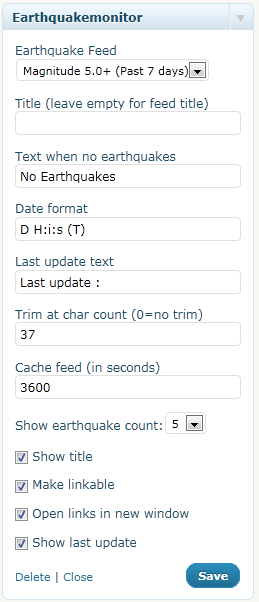 Earthquakemonitor
Earthquake Feed
Magnitude 5.0+ (Past 7 days)
Title (leave empty for feed title)
Text when no earthquakes
No Earthquakes
Date format
D H:i:s (T)
Last update text
Last update :
Trim at char count (0=no trim)
37
Cache feed (in seconds)
3600
Show earthquake count: 5
Show title
Make linkable
Open links in new window
Show last update
Delete | Close Save